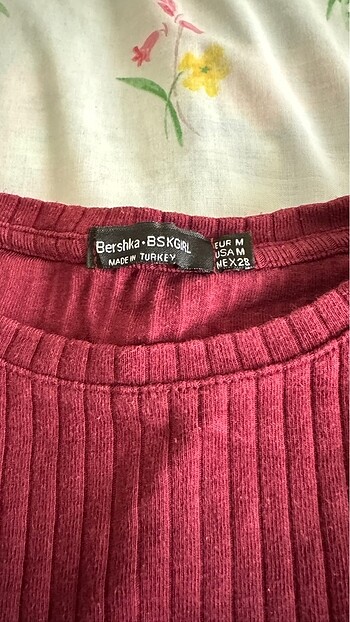 Bershka•BSKGIRL
MADE IN TURKEY
EUR M
USA M
MEX 28